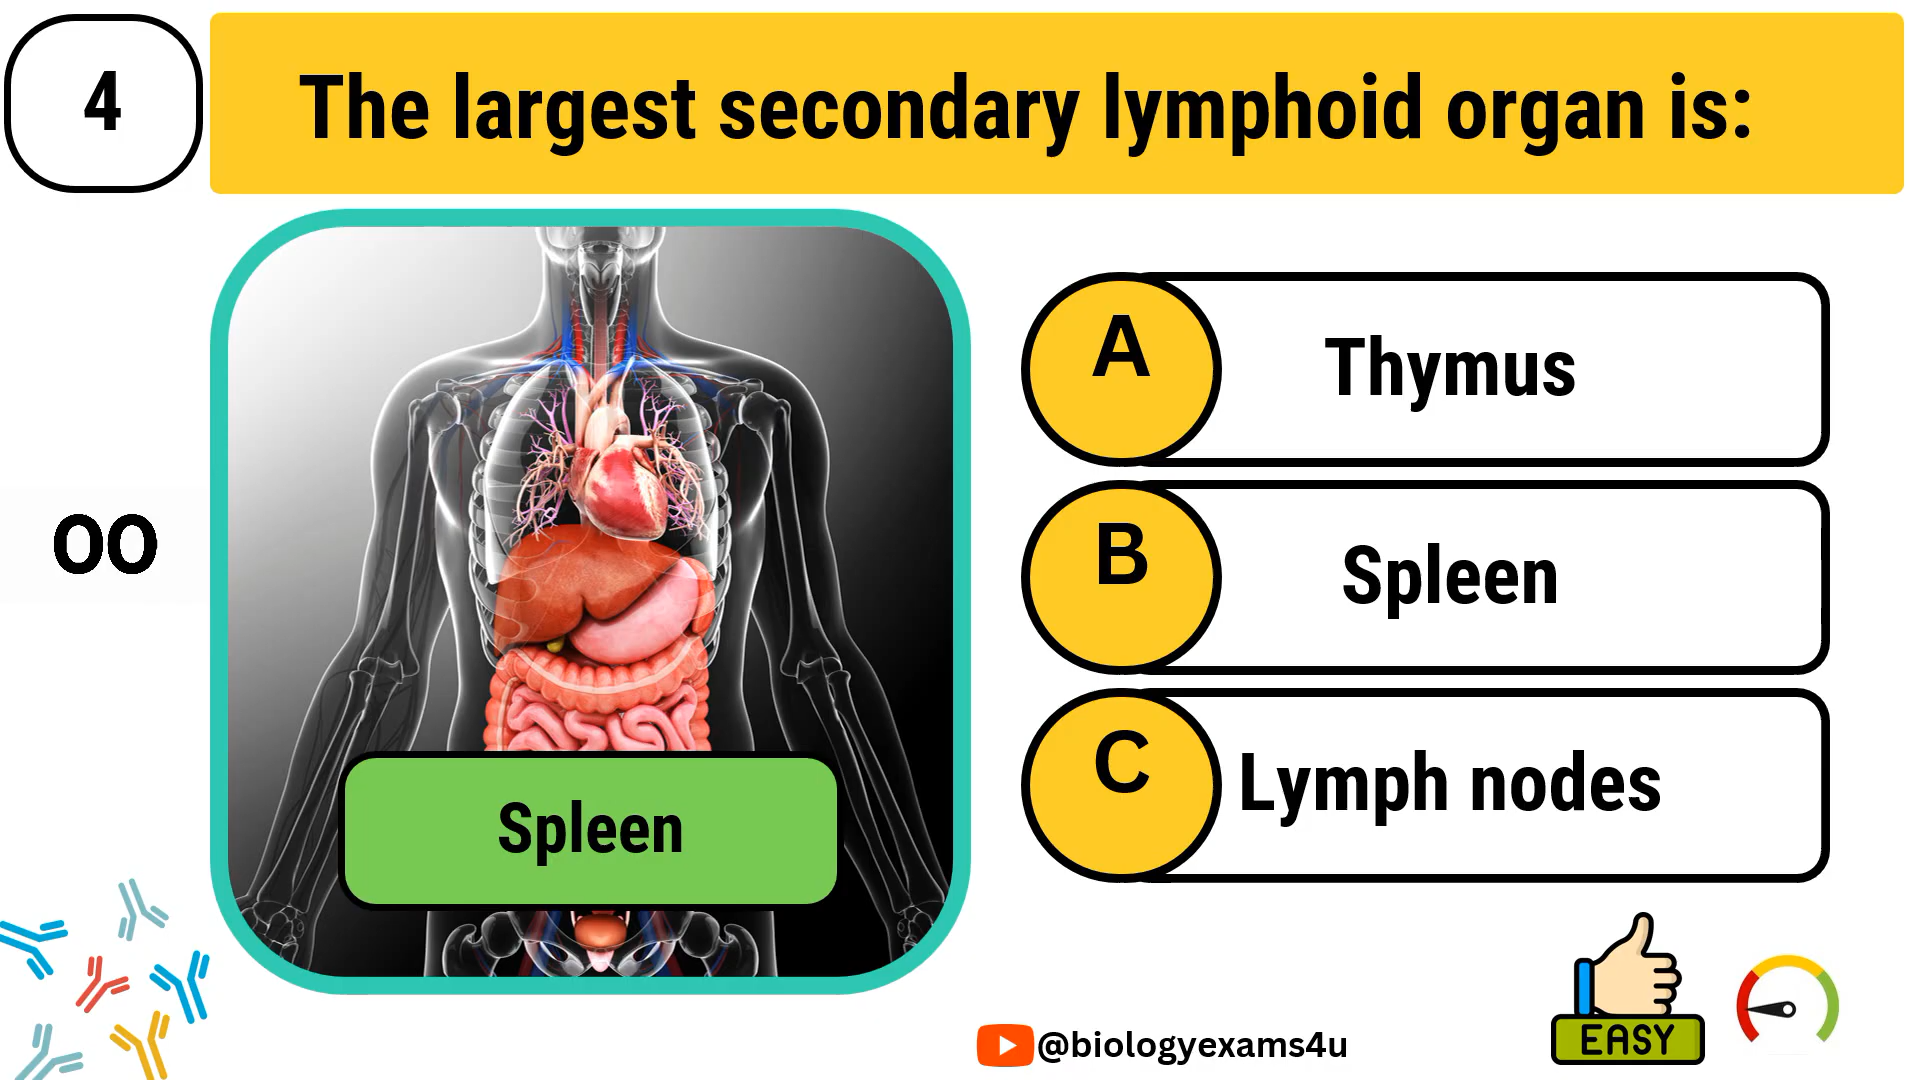 4
The largest secondary lymphoid organ is:
A
Thymus
00
B
Spleen
C
Lymph nodes
Spleen
EASY
@biologyexams4u